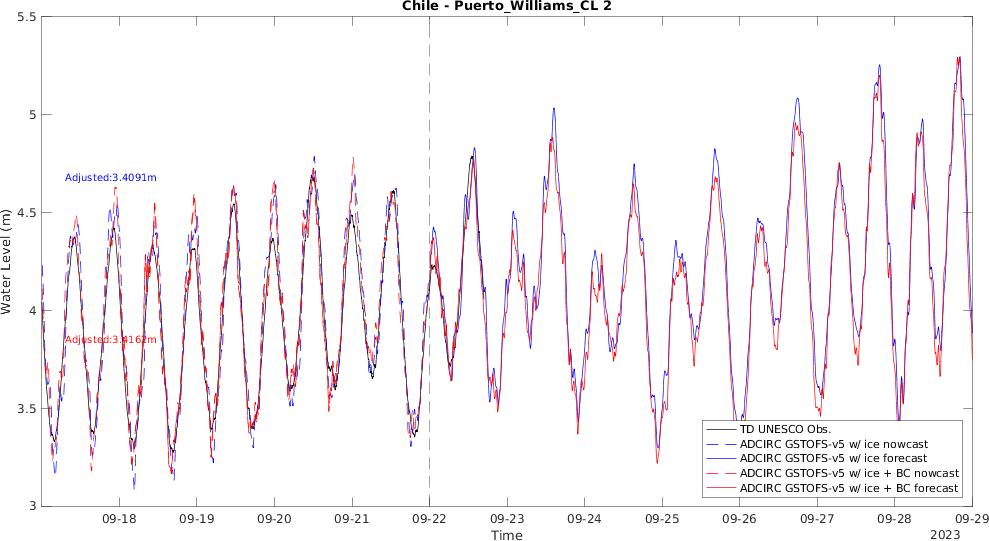 Chile - Puerto_Williams_CL 2
5.5
5
4.5
4
3.5
3
Water Level (m)
Adjusted:3.4091m
Adjusted:3.4162m
TD UNESCO Obs.
ADCIRC GSTOFS-v5 w/ ice nowcast
ADCIRC GSTOFS-v5 w/ ice forecast
ADCIRC GSTOFS-v5 w/ ice + BC nowcast
ADCIRC GSTOFS-v5 w/ ice + BC forecast
09-18 09-19 09-20 09-21 09-22 09-23 09-24 09-25 09-26 09-27 09-28 09-29
Time
2023